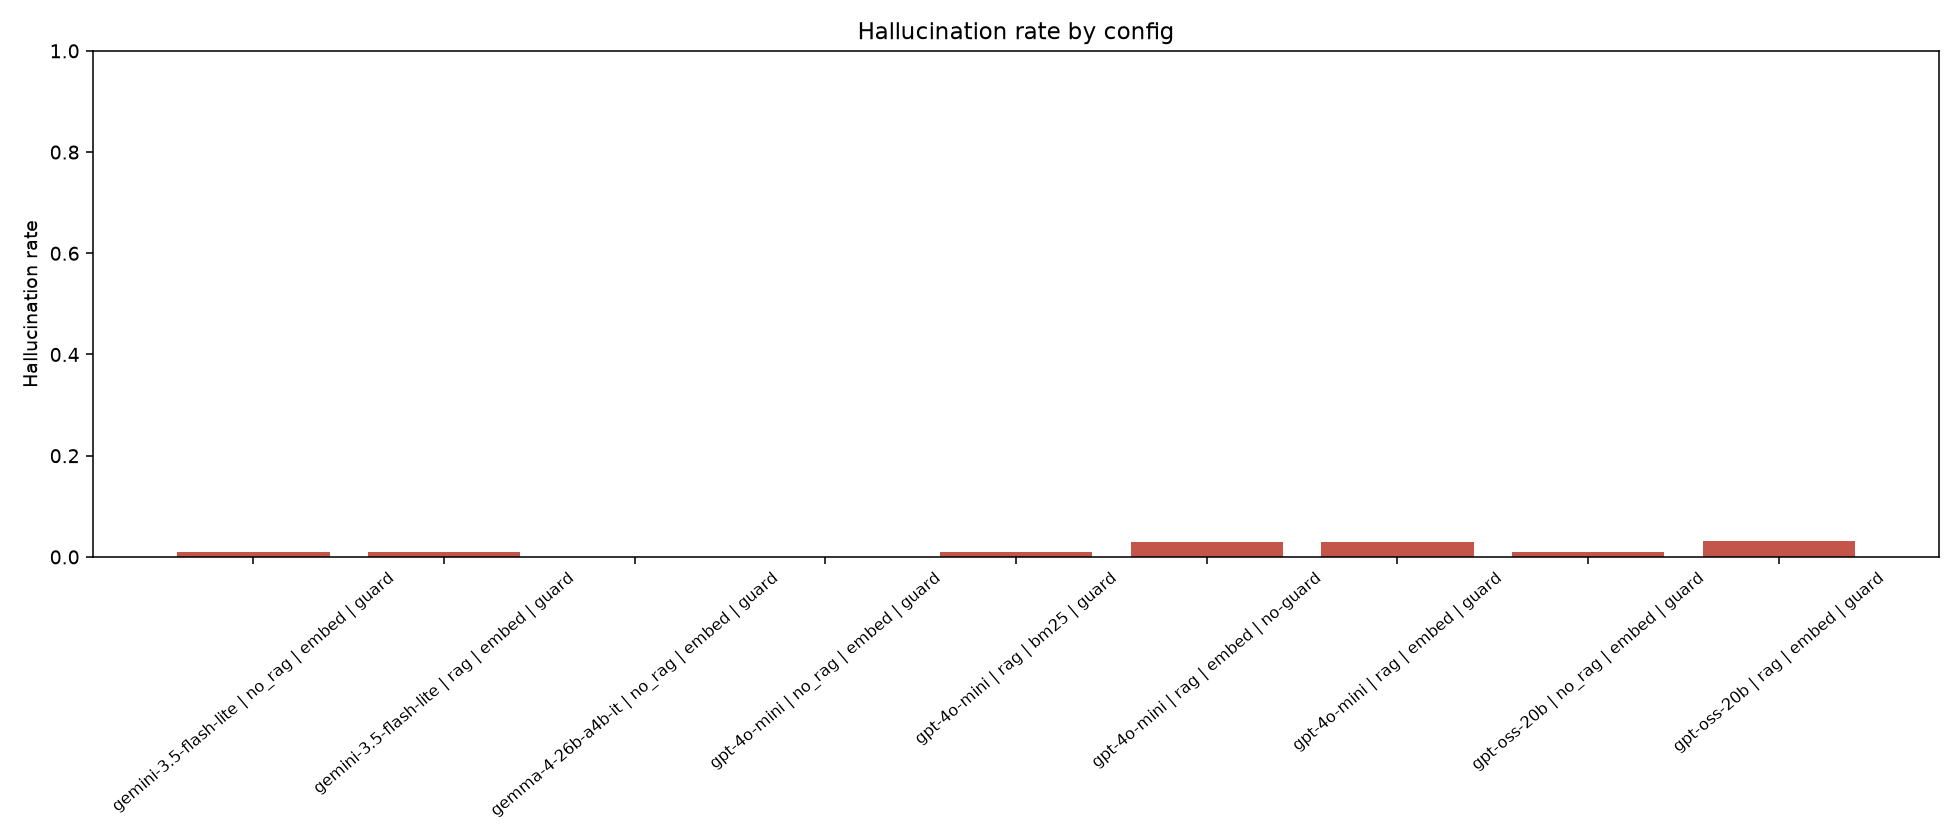 Hallucination rate by config
Hallucination rate
1.0
0.8
0.6
0.4
0.2
0.0
gemini-3.5-flash-lite | no_rag | embed | guard
gemini-3.5-flash-lite | rag | embed | guard
gemma-4-26b-a4b-it | no_rag | embed | guard
gpt-4o-mini | no_rag | embed | guard
gpt-4o-mini | rag | bm25 | guard
gpt-4o-mini | rag | embed | no-guard
gpt-4o-mini | rag | embed | guard
gpt-oss-20b | no_rag | embed | guard
gpt-oss-20b | rag | embed | guard